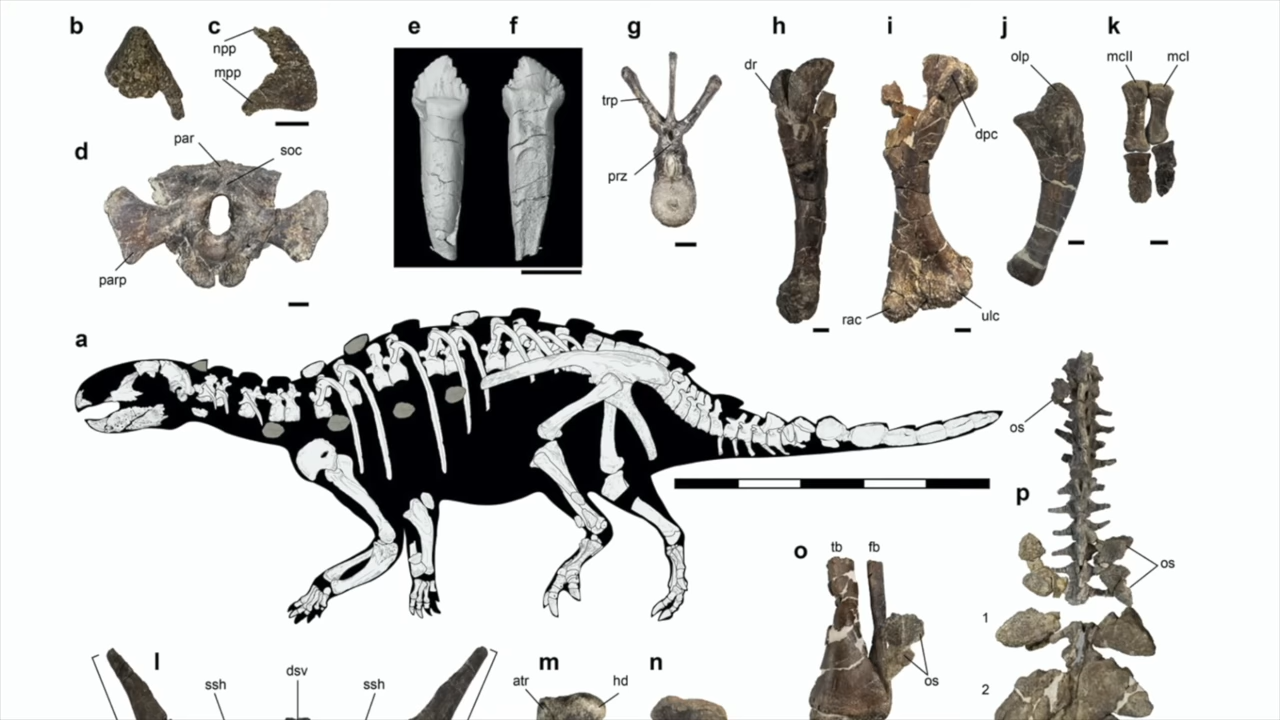 b
c
e
f
g
h
i
j
k
npp
mpp
dr
olp
mcII
mcI
trp
dpc
d
par
soc
prz
parp
rac
ulc
a
os
p
o
tb
fb
os
1
l
m
n
ssh
dsv
ssh
atr
hd
os
2